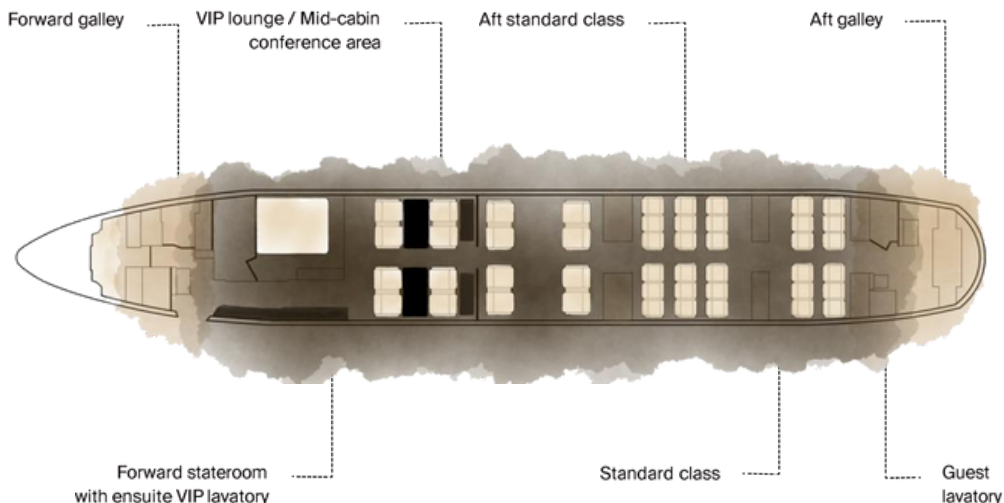 Forward galley
VIP lounge / Mid-cabin
conference area
Aft standard class
Aft galley
Forward stateroom
with ensuite VIP lavatory
Standard class
Guest
lavatory